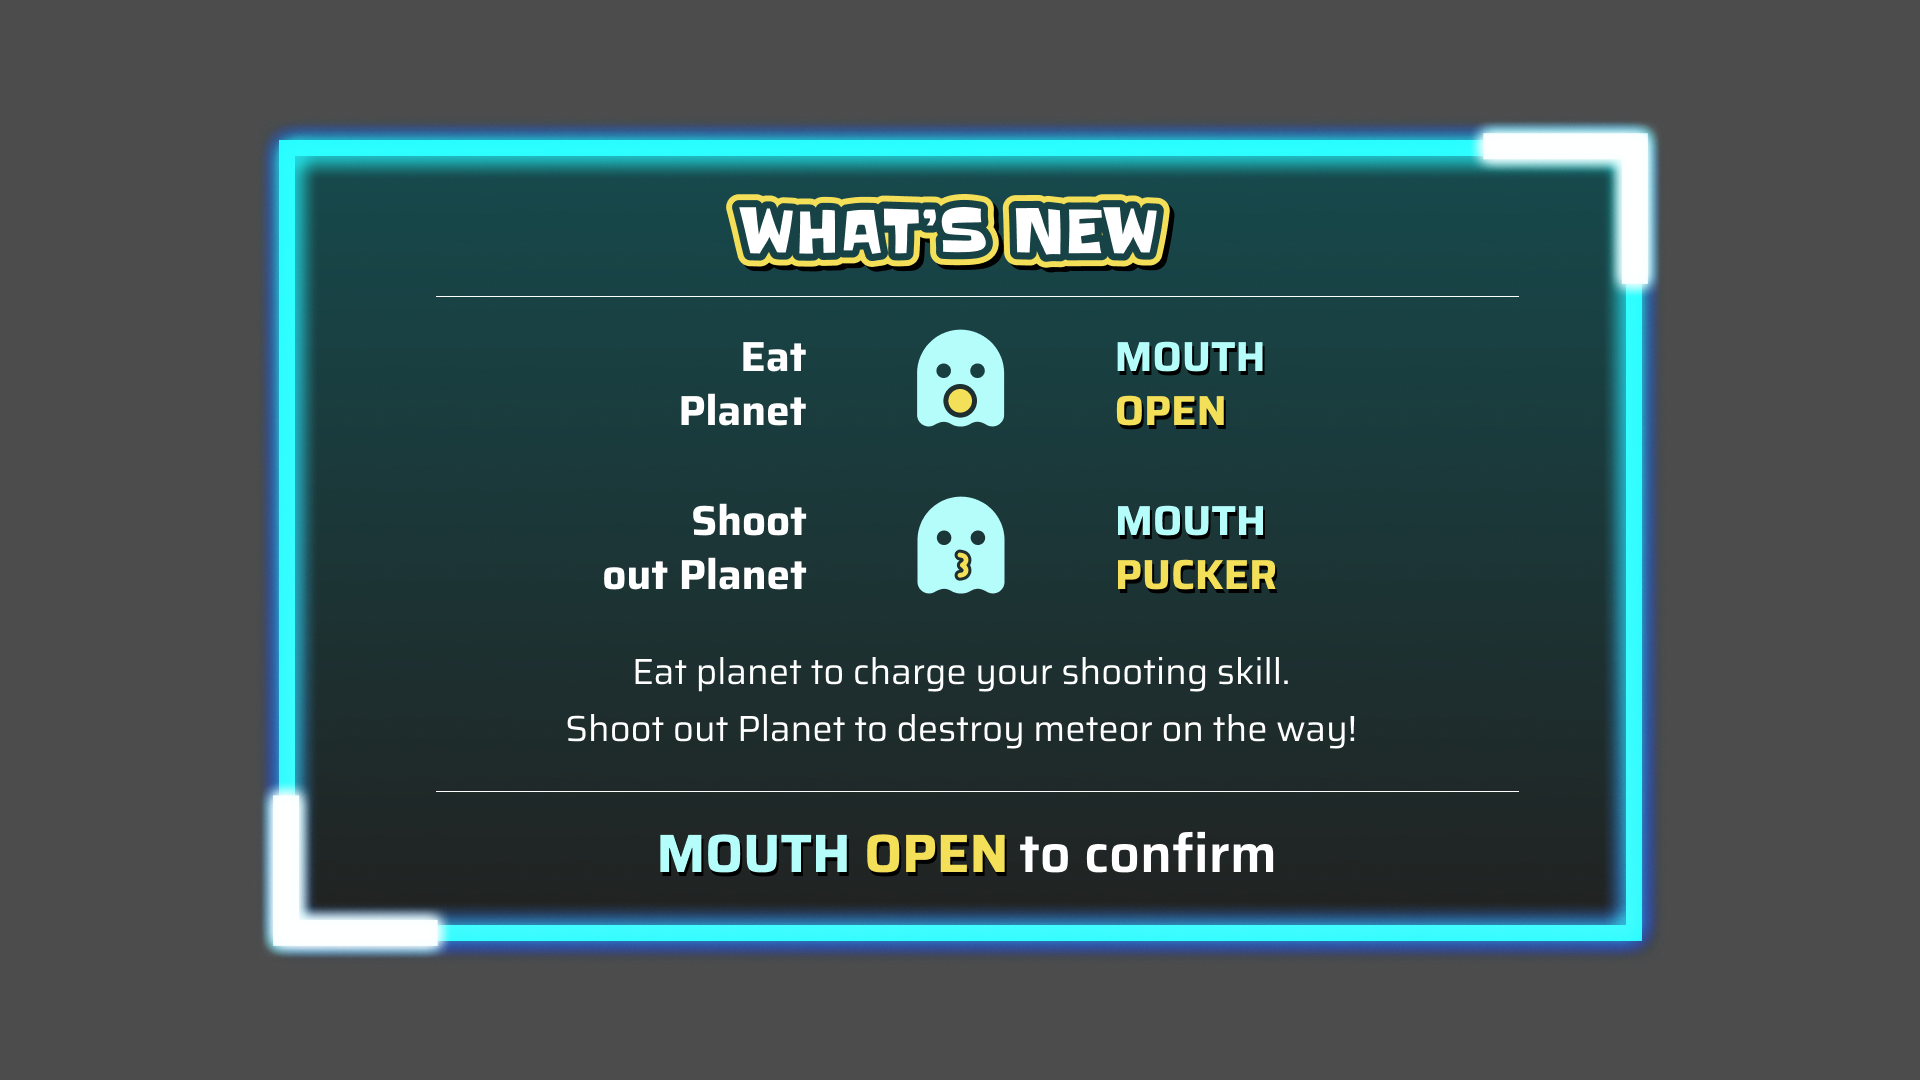 WHAT'S NEW
Eat
Planet
MOUTH
OPEN
Shoot
out Planet
MOUTH
PUCKER
Eat planet to charge your shooting skill.
Shoot out Planet to destroy meteor on the way!
MOUTH OPEN to confirm